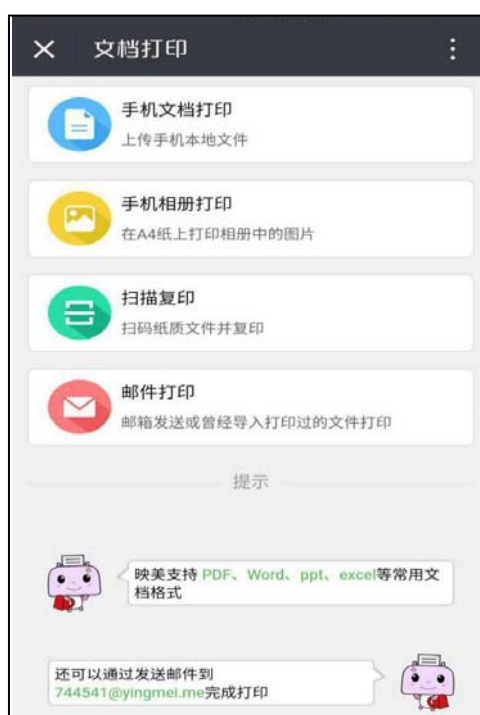 文档打印
手机文档打印
上传手机本地文件
手机相册打印
在A4纸上打印相册中的图片
扫描复印
扫码纸质文件并复印
邮件打印
邮箱发送或曾经导入打印过的文件打印
提示
映美支持 PDF、Word、ppt、excel等常用文
档格式
还可以通过发送邮件到
744541@yingmei.me完成打印